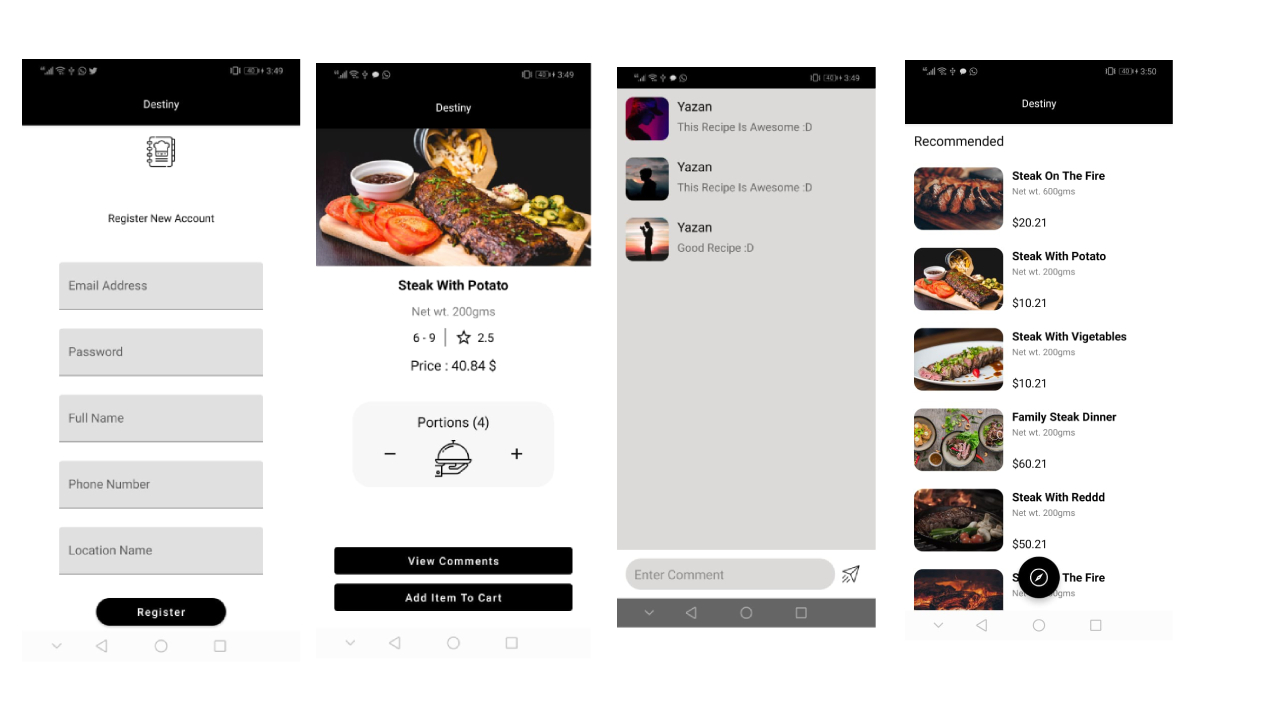 3:49
Destiny
Register New Account
Email Address
Password
Full Name
Phone Number
Location Name
Register
3:49
Destiny
Steak With Potato
Net wt. 200gms
6 - 9 | 2.5
Price : 40.84 $
Portions (4)
− +
View Comments
Add Item To Cart
3:49
Yazan
This Recipe Is Awesome :D
Yazan
This Recipe Is Awesome :D
Yazan
Good Recipe :D
Enter Comment
3:50
Destiny
Recommended
Steak On The Fire
Net wt. 600gms
$20.21
Steak With Potato
Net wt. 200gms
$10.21
Steak With Vigetables
Net wt. 200gms
$10.21
Family Steak Dinner
Net wt. 200gms
$60.21
Steak With Reddd
Net wt. 200gms
$50.21
The Fire